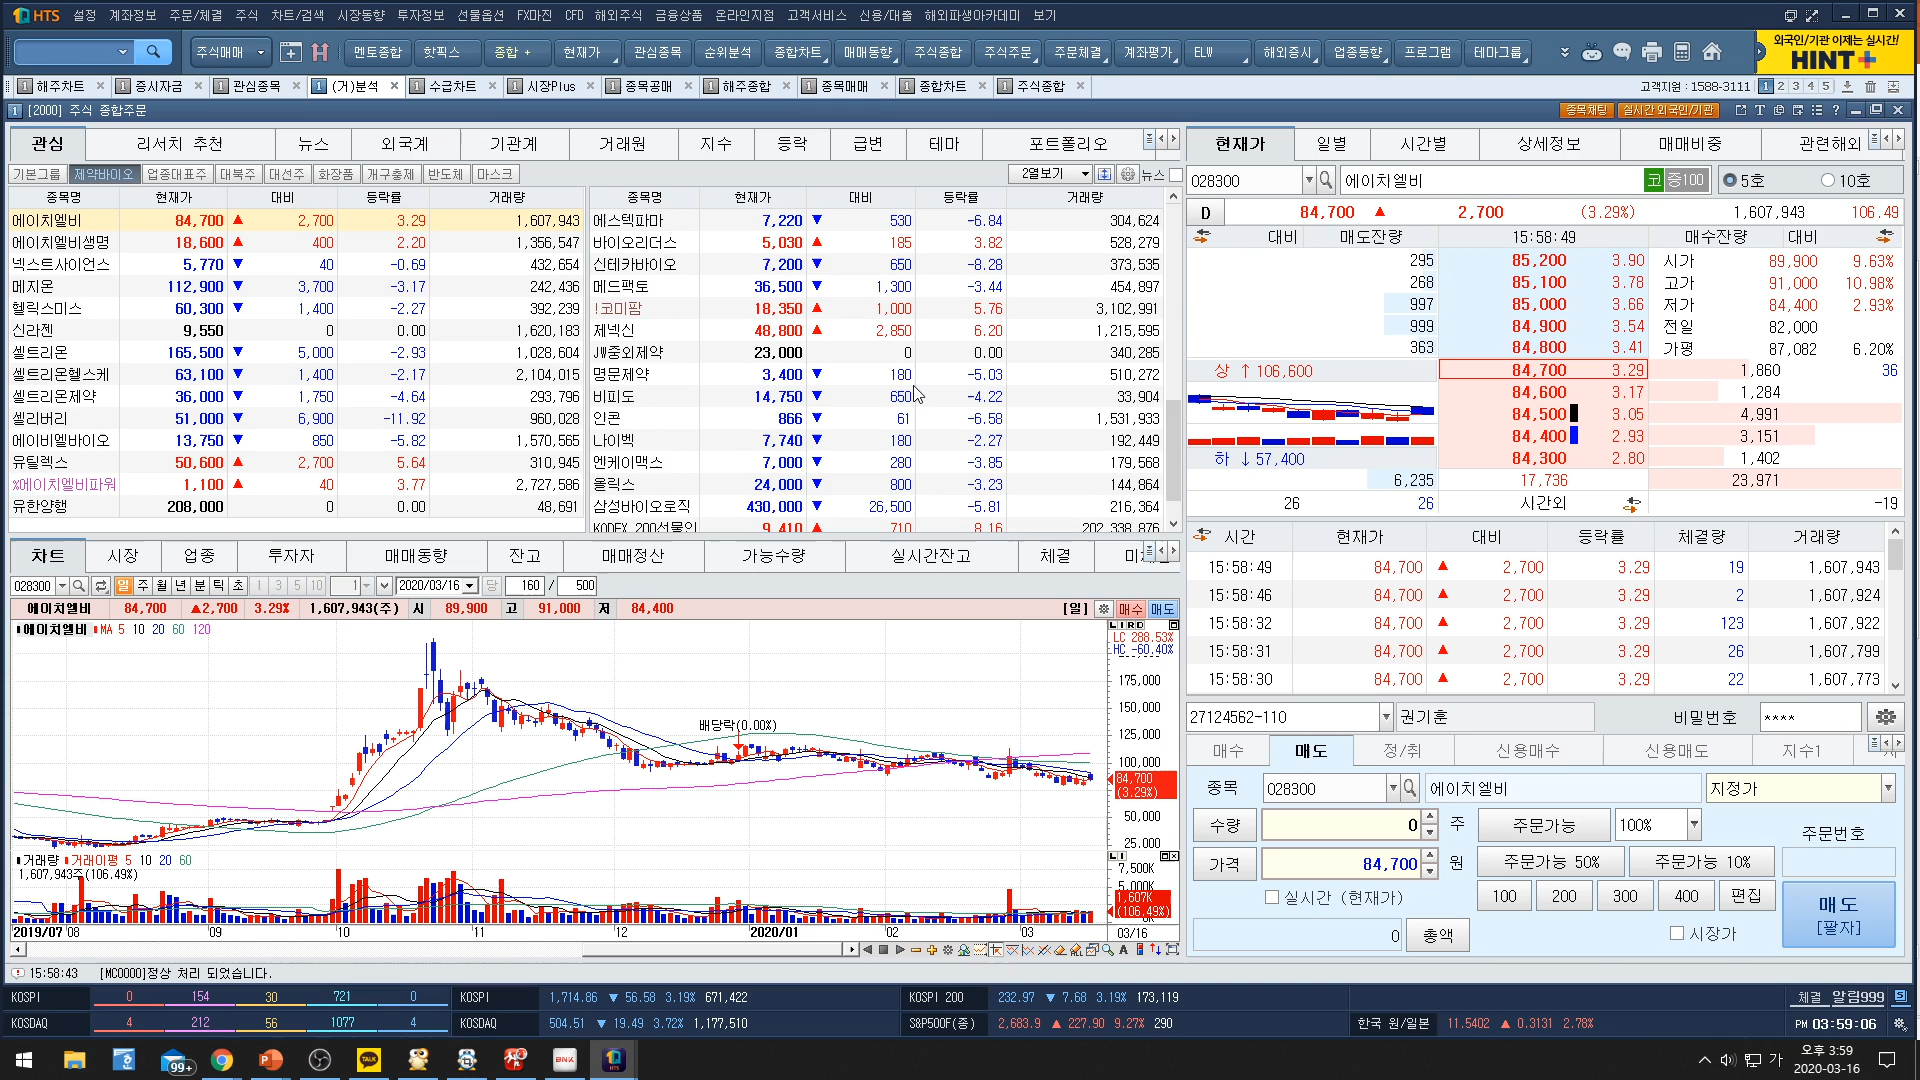 HTS 설정 계좌정보 주문/체결 주식 차트/검색 시장동향 투자정보 선물옵션 FX마진 CFD 해외주식 금융상품 온라인지점 고객서비스 신용/대출 해외파생아카데미 보기
주식매매 멘토종합 핫픽스 종합 + 현재가 관심종목 순위분석 종합차트 매매동향 주식종합 주식주문 주문체결 계좌평가 ELW 해외증시 업종동향 프로그램 테마그룹
외국인/기관 이제는 실시간!
HINT+
1 해주차트 1 증시자금 1 관심종목 1 (거)분석 1 수급차트 1 시장Plus 1 종목공매 1 해주종합 1 종목매매 1 종합차트 1 주식종합 고객지원 : 1588-3111 1 2 3 4 5
1 [2000] 주식 종합주문 종목채팅 실시간 외국인/기관
관심 리서치 추천 뉴스 외국계 기관계 거래원 지수 등락 급변 테마 포트폴리오
기본그룹 제약바이오 업종대표주 대북주 대선주 화장품 개구충제 반도체 마스크 2열보기 뉴스
종목명 현재가 대비 등락률 거래량 종목명 현재가 대비 등락률 거래량
에이치엘비 84,700 ▲ 2,700 3.29 1,607,943 에스텍파마 7,220 ▼ 530 -6.84 304,624
에이치엘비생명 18,600 ▲ 400 2.20 1,356,547 바이오리더스 5,030 ▲ 185 3.82 528,279
넥스트사이언스 5,770 ▼ 40 -0.69 432,654 신테카바이오 7,200 ▼ 650 -8.28 373,535
메지온 112,900 ▼ 3,700 -3.17 242,436 메드팩토 36,500 ▼ 1,300 -3.44 454,897
헬릭스미스 60,300 ▼ 1,400 -2.27 392,239 !코미팜 18,350 ▲ 1,000 5.76 3,102,991
신라젠 9,550 0 0.00 1,620,183 제넥신 48,800 ▲ 2,850 6.20 1,215,595
셀트리온 165,500 ▼ 5,000 -2.93 1,028,604 JW중외제약 23,000 0 0.00 340,285
셀트리온헬스케 63,100 ▼ 1,400 -2.17 2,104,015 명문제약 3,400 ▼ 180 -5.03 510,272
셀트리온제약 36,000 ▼ 1,750 -4.64 293,796 비피도 14,750 ▼ 650 -4.22 33,904
셀리버리 51,000 ▼ 6,900 -11.92 960,028 인콘 866 ▼ 61 -6.58 1,531,933
에이비엘바이오 13,750 ▼ 850 -5.82 1,570,565 나이벡 7,740 ▼ 180 -2.27 192,449
유틸렉스 50,600 ▲ 2,700 5.64 310,945 엔케이맥스 7,000 ▼ 280 -3.85 179,568
%에이치엘비파워 1,100 ▲ 40 3.77 2,727,586 올릭스 24,000 ▼ 800 -3.23 144,864
유한양행 208,000 0 0.00 48,691 삼성바이오로직 430,000 ▼ 26,500 -5.81 216,364
KODEX 200선물인 9,410 ▲ 710 8.16 202,338,876
현재가 일별 시간별 상세정보 매매비중 관련해외
028300 에이치엘비 코 증100 5호 10호
D 84,700 ▲ 2,700 (3.29%) 1,607,943 106.49
대비 매도잔량 15:58:49 매수잔량 대비
295 85,200 3.90 시가 89,900 9.63%
268 85,100 3.78 고가 91,000 10.98%
997 85,000 3.66 저가 84,400 2.93%
999 84,900 3.54 전일 82,000
363 84,800 3.41 가평 87,082 6.20%
상 ↑ 106,600 84,700 3.29 1,860 36
84,600 3.17 1,284
84,500 3.05 4,991
84,400 2.93 3,151
하 ↓ 57,400 84,300 2.80 1,402
6,235 17,736 23,971
26 26 시간외 -19
시간 현재가 대비 등락률 체결량 거래량
15:58:49 84,700 ▲ 2,700 3.29 19 1,607,943
15:58:46 84,700 ▲ 2,700 3.29 2 1,607,924
15:58:32 84,700 ▲ 2,700 3.29 123 1,607,922
15:58:31 84,700 ▲ 2,700 3.29 26 1,607,799
15:58:30 84,700 ▲ 2,700 3.29 22 1,607,773
차트 시장 업종 투자자 매매동향 잔고 매매정산 가능수량 실시간잔고 체결
028300 일 주 월 년 분 틱 초 1 3 5 10 1 2020/03/16 당 160 / 500
에이치엘비 84,700 ▲2,700 3.29% 1,607,943(주) 시 89,900 고 91,000 저 84,400 [일] 매수 매도
에이치엘비 MA 5 10 20 60 120
L I R D
LC 288.53%
HC -60.40%
175,000
150,000
배당락(0.00%)
125,000
100,000
84,700
(3.29%)
50,000
25,000
거래량 거래이평 5 10 20 60
1,607,943주(106.49%)
L I
7,500K
5,000K
1,607K
(106.49%)
0K
2019/07 08 09 10 11 12 2020/01 02 03 03/16
27124562-110 권기훈 비밀번호 ****
매수 매도 정/취 신용매수 신용매도 지수1
종목 028300 에이치엘비 지정가
수량 0 주 주문가능 100% 주문번호
가격 84,700 원 주문가능 50% 주문가능 10%
실시간 (현재가) 100 200 300 400 편집
매도
[팔자]
0 총액 시장가
15:58:43 [MC0000]정상 처리 되었습니다.
KOSPI 0 154 30 721 0 KOSPI 1,714.86 ▼ 56.58 3.19% 671,422 KOSPI 200 232.97 ▼ 7.68 3.19% 173,119 체결 알림999
KOSDAQ 4 212 56 1077 4 KOSDAQ 504.51 ▼ 19.49 3.72% 1,177,510 S&P500F(종) 2,683.9 ▲ 227.90 9.27% 290 한국 원/일본 11.5402 ▲ 0.3131 2.78% PM 03:59:06
99+ TALK BNK HTS 가 오후 3:59
2020-03-16